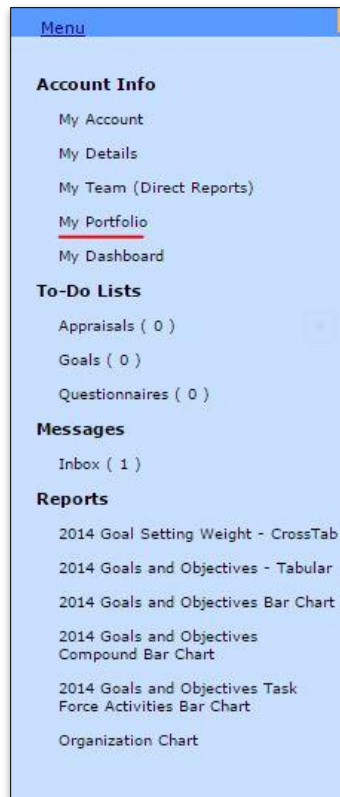 Menu
Account Info
My Account
My Details
My Team (Direct Reports)
My Portfolio
My Dashboard
To-Do Lists
Appraisals ( 0 )
Goals ( 0 )
Questionnaires ( 0 )
Messages
Inbox ( 1 )
Reports
2014 Goal Setting Weight - CrossTab
2014 Goals and Objectives - Tabular
2014 Goals and Objectives Bar Chart
2014 Goals and Objectives
Compound Bar Chart
2014 Goals and Objectives Task
Force Activities Bar Chart
Organization Chart